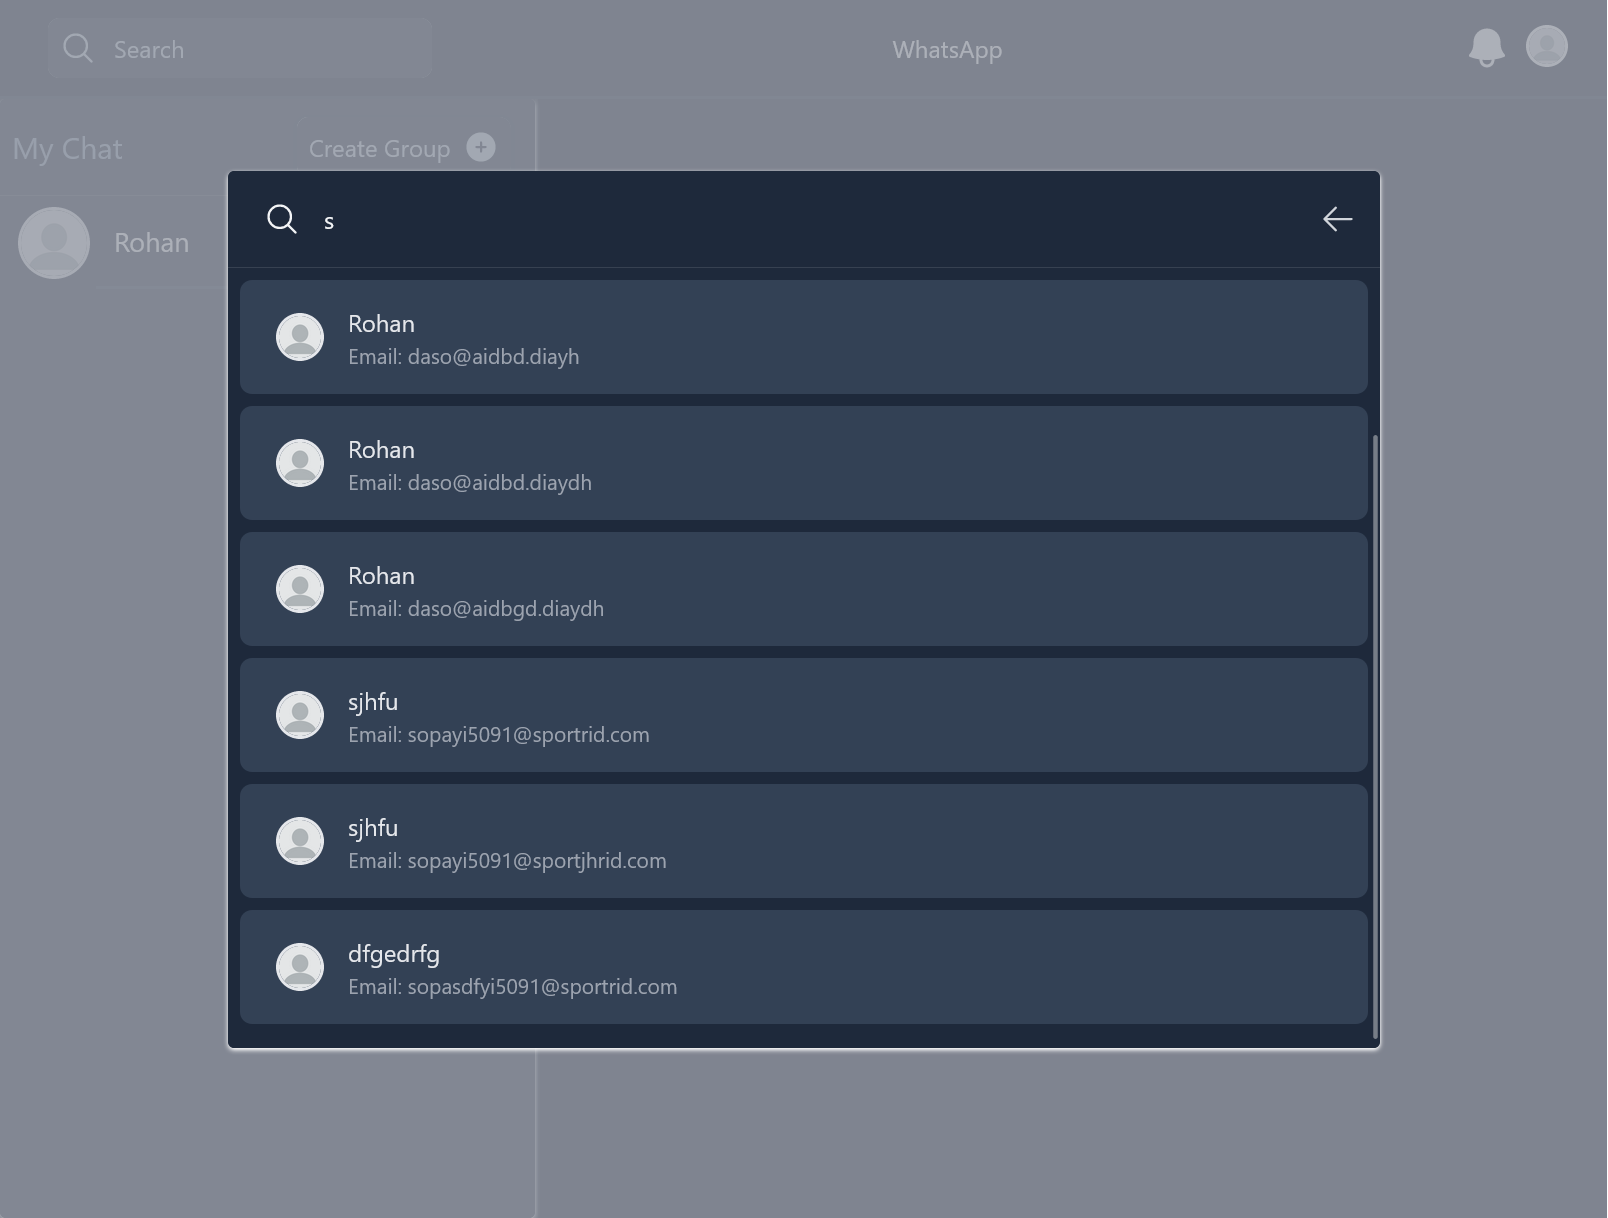 Search
WhatsApp
My Chat
Create Group
Rohan
s
Rohan
Email: daso@aidbd.diayh
Rohan
Email: daso@aidbd.diaydh
Rohan
Email: daso@aidbgd.diaydh
sjhfu
Email: sopayi5091@sportrid.com
sjhfu
Email: sopayi5091@sportjhrid.com
dfgedrfg
Email: sopasdfyi5091@sportrid.com